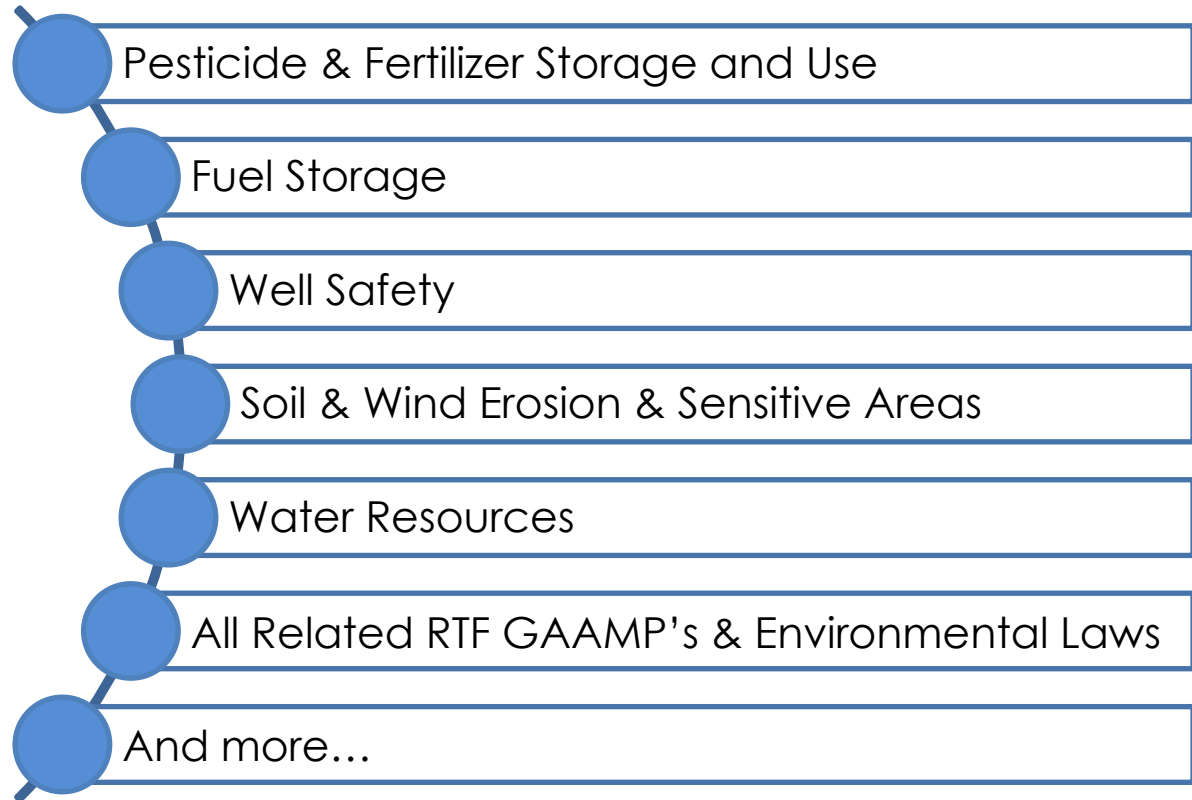 Pesticide & Fertilizer Storage and Use
Fuel Storage
Well Safety
Soil & Wind Erosion & Sensitive Areas
Water Resources
All Related RTF GAAMP’s & Environmental Laws
And more…